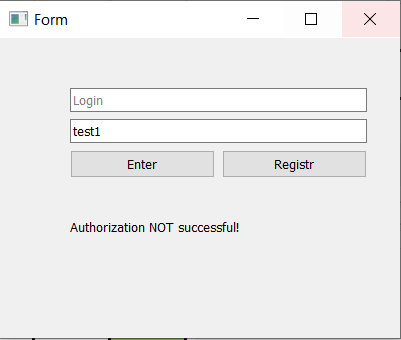 Form
Login
test1
Enter Registr
Authorization NOT successful!